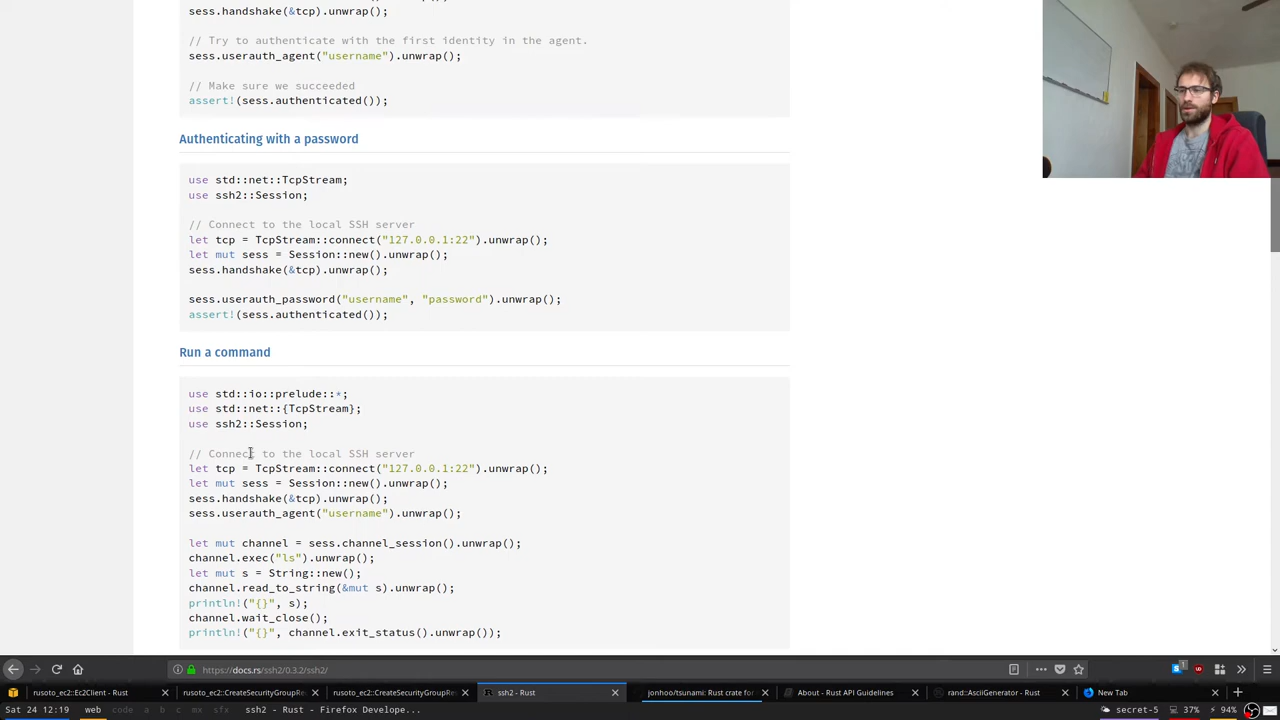 sess.handshake(&tcp).unwrap();
// Try to authenticate with the first identity in the agent.
sess.userauth_agent("username").unwrap();
// Make sure we succeeded
assert!(sess.authenticated());
Authenticating with a password
use std::net::TcpStream;
use ssh2::Session;
// Connect to the local SSH server
let tcp = TcpStream::connect("127.0.0.1:22").unwrap();
let mut sess = Session::new().unwrap();
sess.handshake(&tcp).unwrap();
sess.userauth_password("username", "password").unwrap();
assert!(sess.authenticated());
Run a command
use std::io::prelude::*;
use std::net::{TcpStream};
use ssh2::Session;
// Connect to the local SSH server
let tcp = TcpStream::connect("127.0.0.1:22").unwrap();
let mut sess = Session::new().unwrap();
sess.handshake(&tcp).unwrap();
sess.userauth_agent("username").unwrap();
let mut channel = sess.channel_session().unwrap();
channel.exec("ls").unwrap();
let mut s = String::new();
channel.read_to_string(&mut s).unwrap();
println!("{}", s);
channel.wait_close();
println!("{}", channel.exit_status().unwrap());
https://docs.rs/ssh2/0.3.2/ssh2/
rusoto_ec2::Ec2Client - Rust
rusoto_ec2::CreateSecurityGroupRe
rusoto_ec2::CreateSecurityGroupRe
ssh2 - Rust
jonhoo/tsunami: Rust crate for
About - Rust API Guidelines
rand::AsciiGenerator - Rust
New Tab
Sat 24 12:19 web code a b c mx sfx ssh2 - Rust - Firefox Develope... secret-5 37% 94%